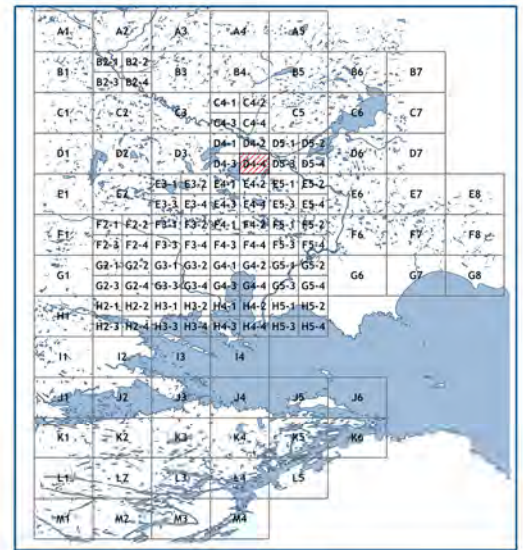 A1 A2 A3 A4 A5
B2-1 B2-2
B1 B3 B4 B5 B6 B7
B2-3 B2-4
C4-1 C4-2
C1 C2 C3 C5 C6 C7
C4-3 C4-4
D4-1 D4-2 D5-1 D5-2
D1 D2 D3 D6 D7
D4-3 D4-4 D5-3 D5-4
E3-1 E3-2 E4-1 E4-2 E5-1 E5-2
E1 E2 E6 E7 E8
E3-3 E3-4 E4-3 E4-4 E5-3 E5-4
F2-1 F2-2 F3-1 F3-2 F4-1 F4-2 F5-1 F5-2
F1 F6 F7 F8
F2-3 F2-4 F3-3 F3-4 F4-3 F4-4 F5-3 F5-4
G2-1 G2-2 G3-1 G3-2 G4-1 G4-2 G5-1 G5-2
G1 G6 G7 G8
G2-3 G2-4 G3-3 G3-4 G4-3 G4-4 G5-3 G5-4
H2-1 H2-2 H3-1 H3-2 H4-1 H4-2 H5-1 H5-2
H1
H2-3 H2-4 H3-3 H3-4 H4-3 H4-4 H5-3 H5-4
I1 I2 I3 I4
J1 J2 J3 J4 J5 J6
K1 K2 K3 K4 K5 K6
L1 L2 L3 L4 L5
M1 M2 M3 M4